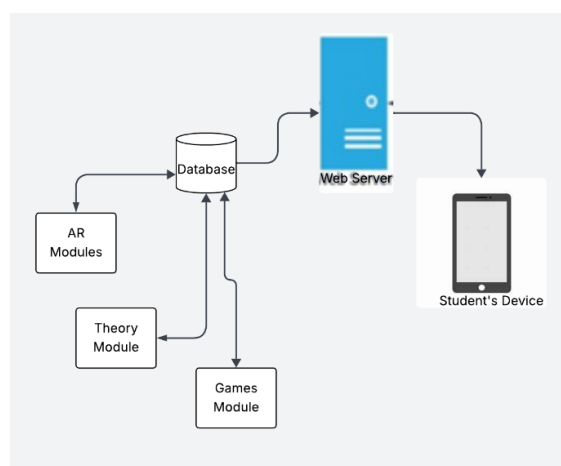 Database
Web Server
AR
Modules
Student's Device
Theory
Module
Games
Module